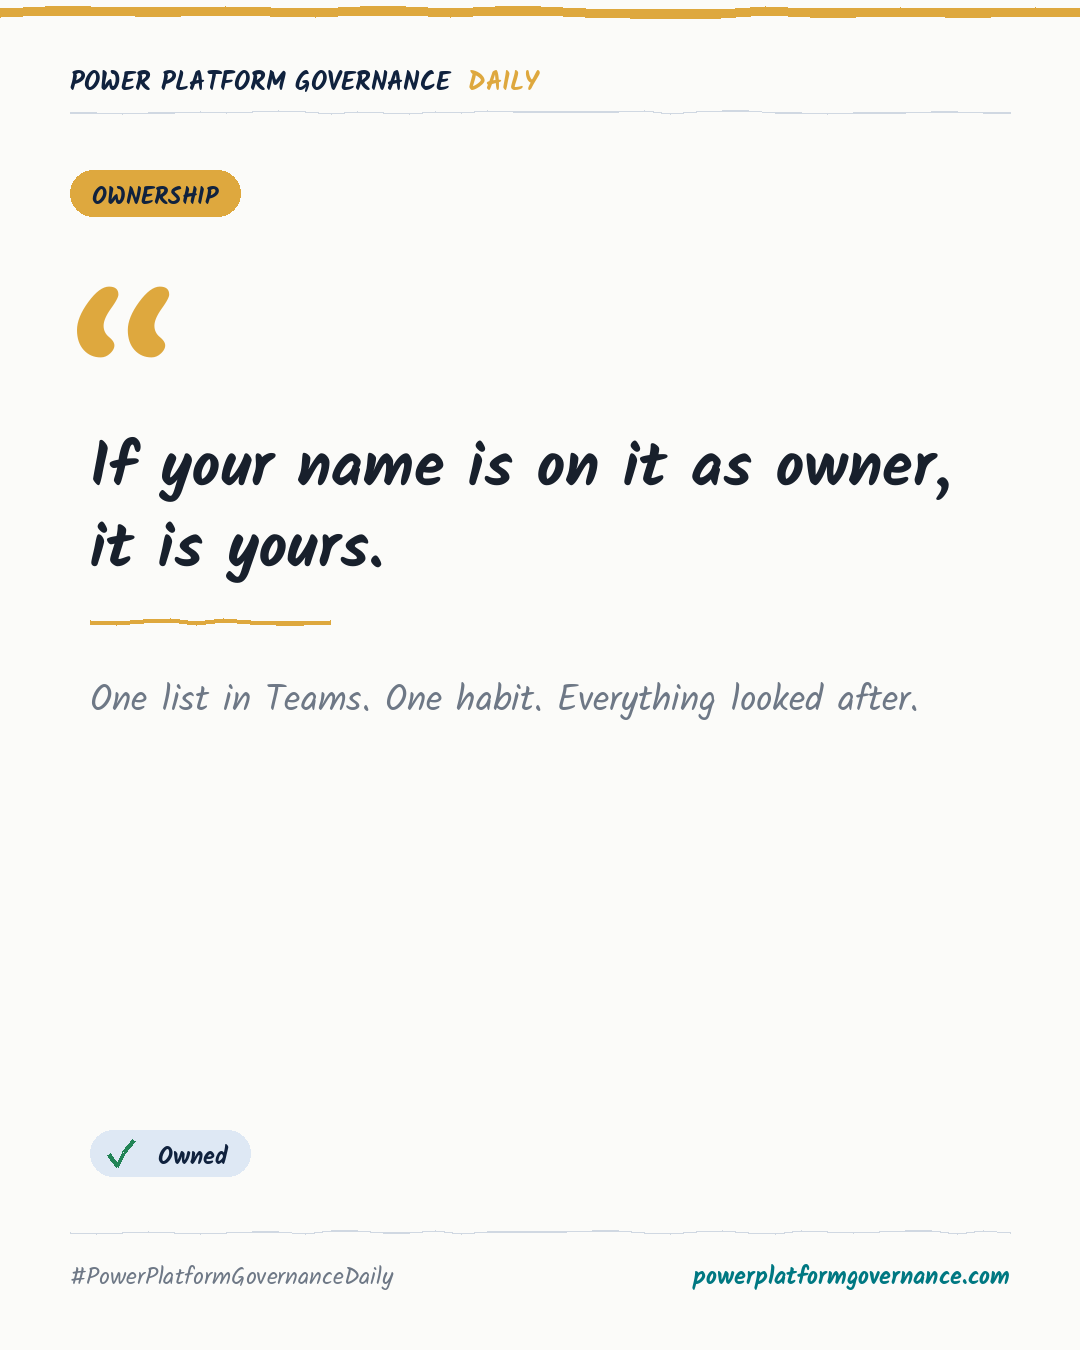 POWER PLATFORM GOVERNANCE DAILY
OWNERSHIP
“
If your name is on it as owner,
it is yours.
One list in Teams. One habit. Everything looked after.
✓ Owned
#PowerPlatformGovernanceDaily
powerplatformgovernance.com